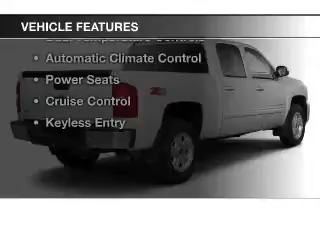 VEHICLE FEATURES
• Automatic Climate Control
• Power Seats
• Cruise Control
• Keyless Entry